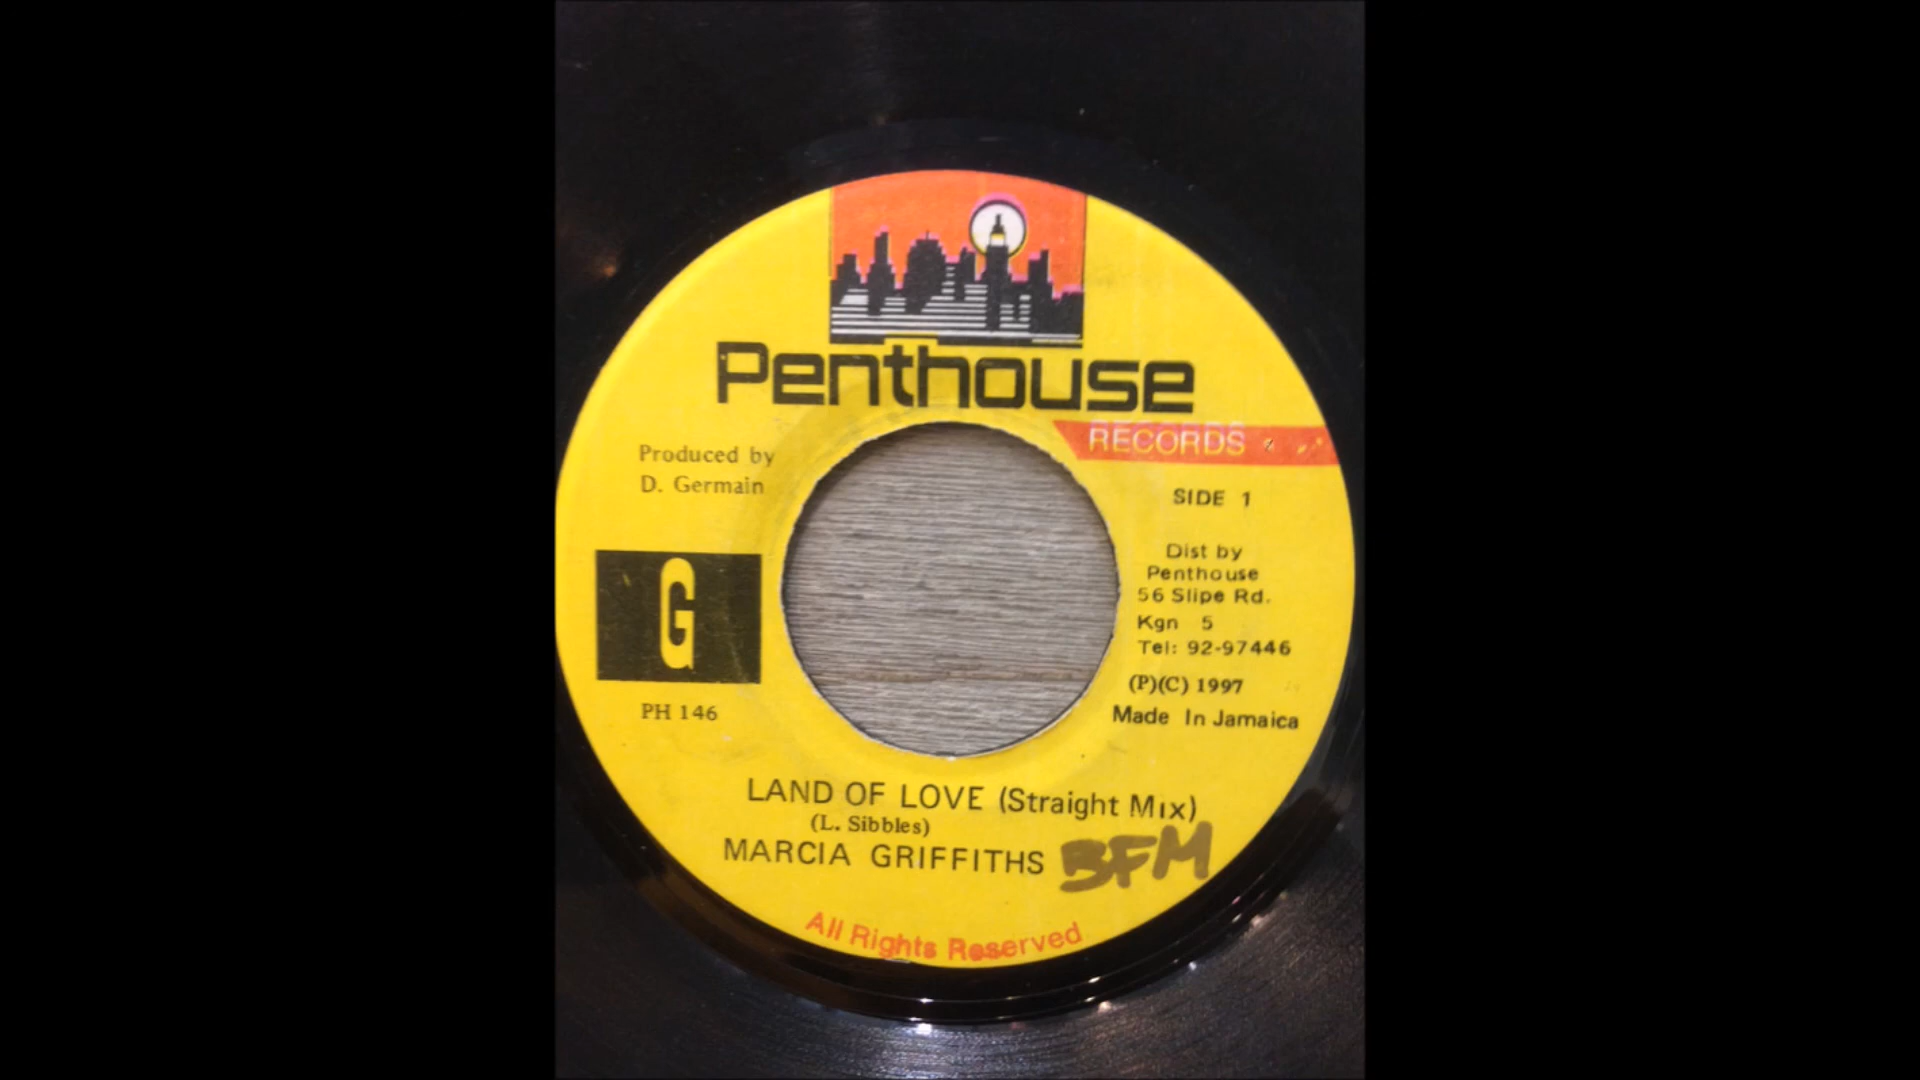 Penthouse
RECORDS
Produced by
D. Germain
SIDE 1
Dist by
Penthouse
56 Slipe Rd.
Kgn 5
Tel: 92-97446
(P)(C) 1997
Made In Jamaica
G
PH 146
LAND OF LOVE (Straight Mix)
(L. Sibbles)
MARCIA GRIFFITHS BFM
All Rights Reserved